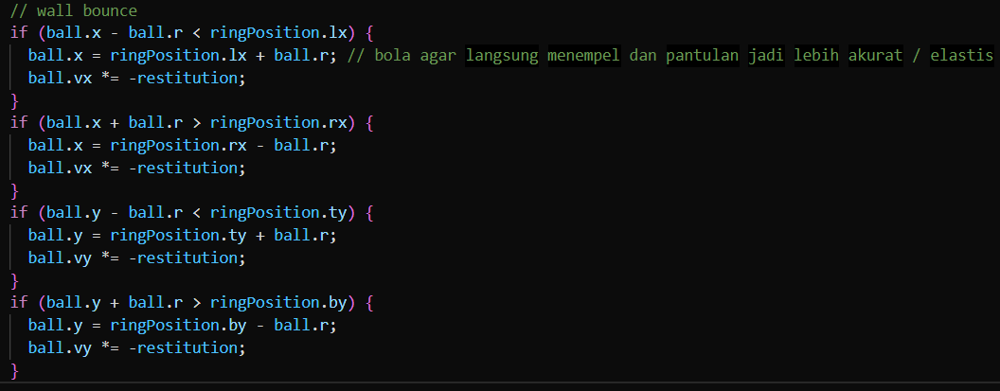 // wall bounce
if (ball.x - ball.r < ringPosition.lx) {
  ball.x = ringPosition.lx + ball.r; // bola agar langsung menempel dan pantulan jadi lebih akurat / elastis
  ball.vx *= -restitution;
}
if (ball.x + ball.r > ringPosition.rx) {
  ball.x = ringPosition.rx - ball.r;
  ball.vx *= -restitution;
}
if (ball.y - ball.r < ringPosition.ty) {
  ball.y = ringPosition.ty + ball.r;
  ball.vy *= -restitution;
}
if (ball.y + ball.r > ringPosition.by) {
  ball.y = ringPosition.by - ball.r;
  ball.vy *= -restitution;
}